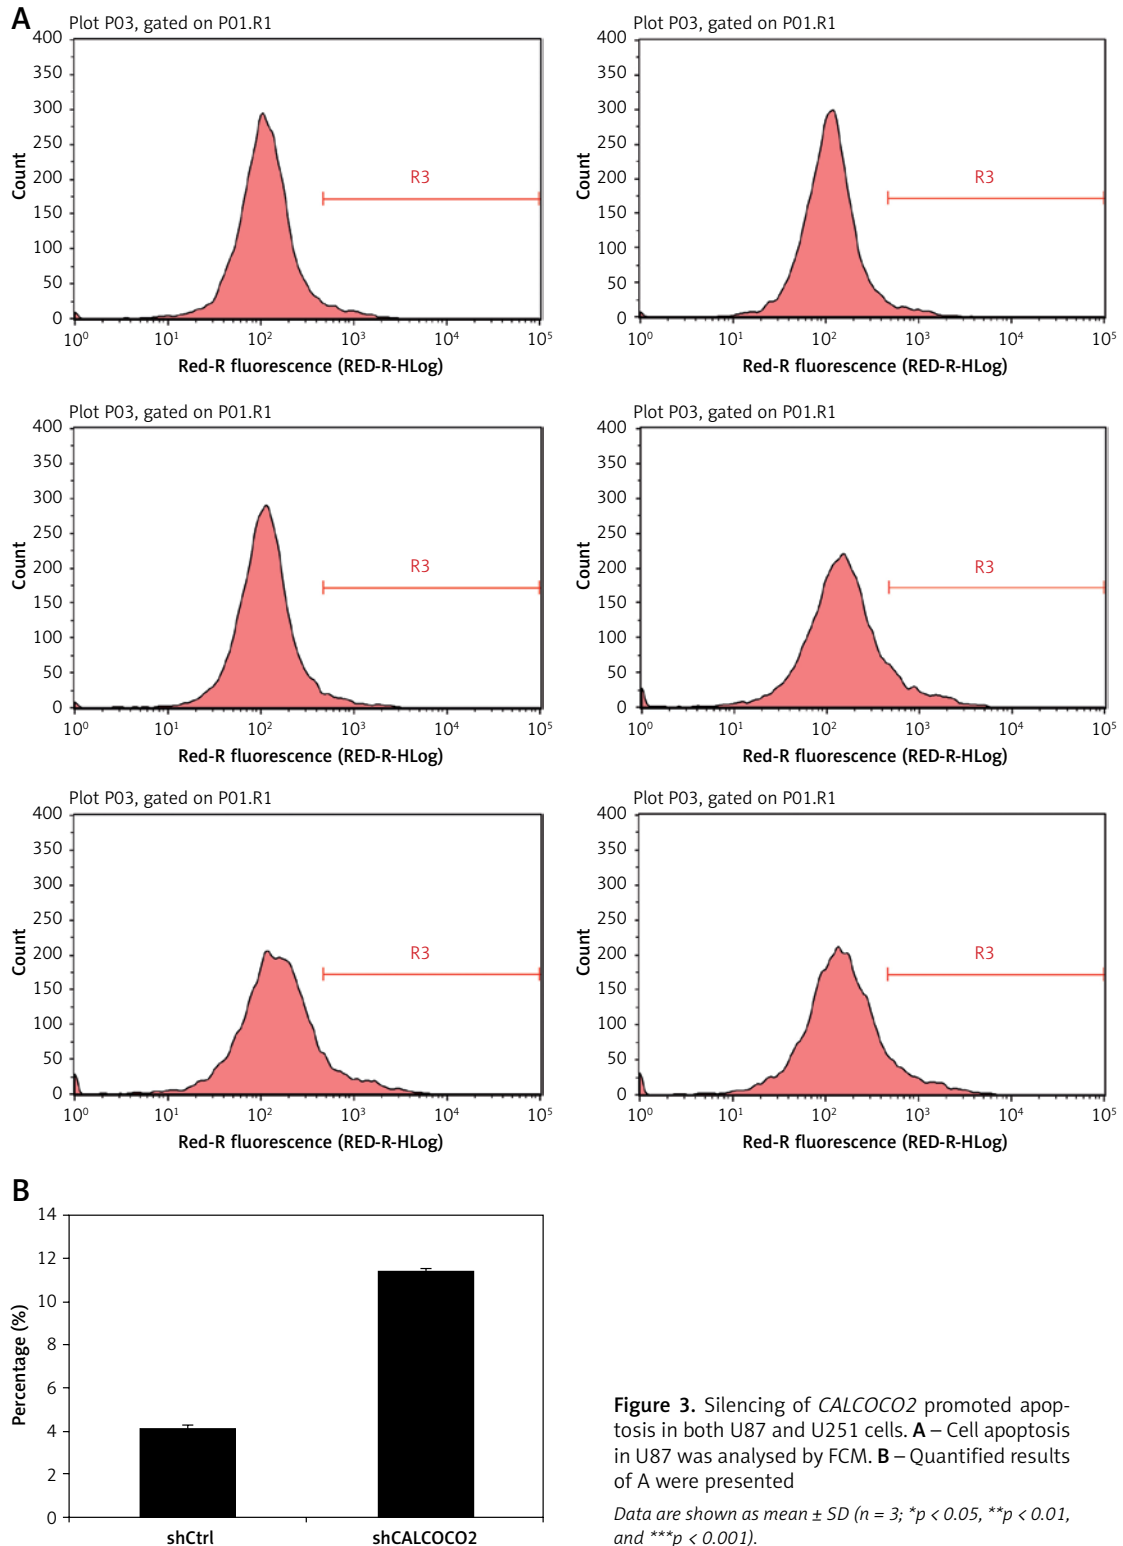 A
Plot P03, gated on P01.R1
400
350
300
250
200
150
100
50
0
Count
R3
10⁰ 10¹ 10² 10³ 10⁴ 10⁵
Red-R fluorescence (RED-R-HLog)
Plot P03, gated on P01.R1
400
350
300
250
200
150
100
50
0
Count
R3
10⁰ 10¹ 10² 10³ 10⁴ 10⁵
Red-R fluorescence (RED-R-HLog)
Plot P03, gated on P01.R1
400
350
300
250
200
150
100
50
0
Count
R3
10⁰ 10¹ 10² 10³ 10⁴ 10⁵
Red-R fluorescence (RED-R-HLog)
Plot P03, gated on P01.R1
400
350
300
250
200
150
100
50
0
Count
R3
10⁰ 10¹ 10² 10³ 10⁴ 10⁵
Red-R fluorescence (RED-R-HLog)
Plot P03, gated on P01.R1
400
350
300
250
200
150
100
50
0
Count
R3
10⁰ 10¹ 10² 10³ 10⁴ 10⁵
Red-R fluorescence (RED-R-HLog)
Plot P03, gated on P01.R1
400
350
300
250
200
150
100
50
0
Count
R3
10⁰ 10¹ 10² 10³ 10⁴ 10⁵
Red-R fluorescence (RED-R-HLog)
B
14
12
10
8
6
4
2
0
Percentage (%)
shCtrl shCALCOCO2
Figure 3. Silencing of CALCOCO2 promoted apop-
tosis in both U87 and U251 cells. A – Cell apoptosis
in U87 was analysed by FCM. B – Quantified results
of A were presented
Data are shown as mean ± SD (n = 3; *p < 0.05, **p < 0.01,
and ***p < 0.001).